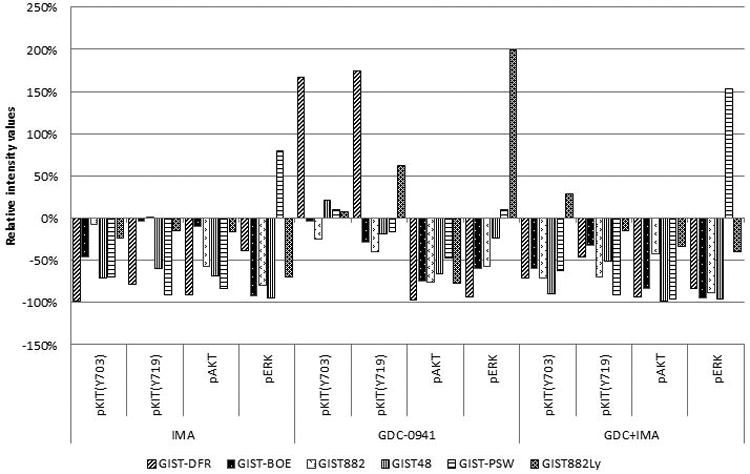 250%
200%
150%
100%
50%
0%
-50%
-100%
-150%
Relative intensity values
pKIT(Y703)
pKIT(Y719)
pAKT
pERK
pKIT(Y703)
pKIT(Y719)
pAKT
pERK
pKIT(Y703)
pKIT(Y719)
pAKT
pERK
IMA
GDC-0941
GDC+IMA
GIST-DFR GIST-BOE GIST882 GIST48 GIST-PSW GIST882Ly